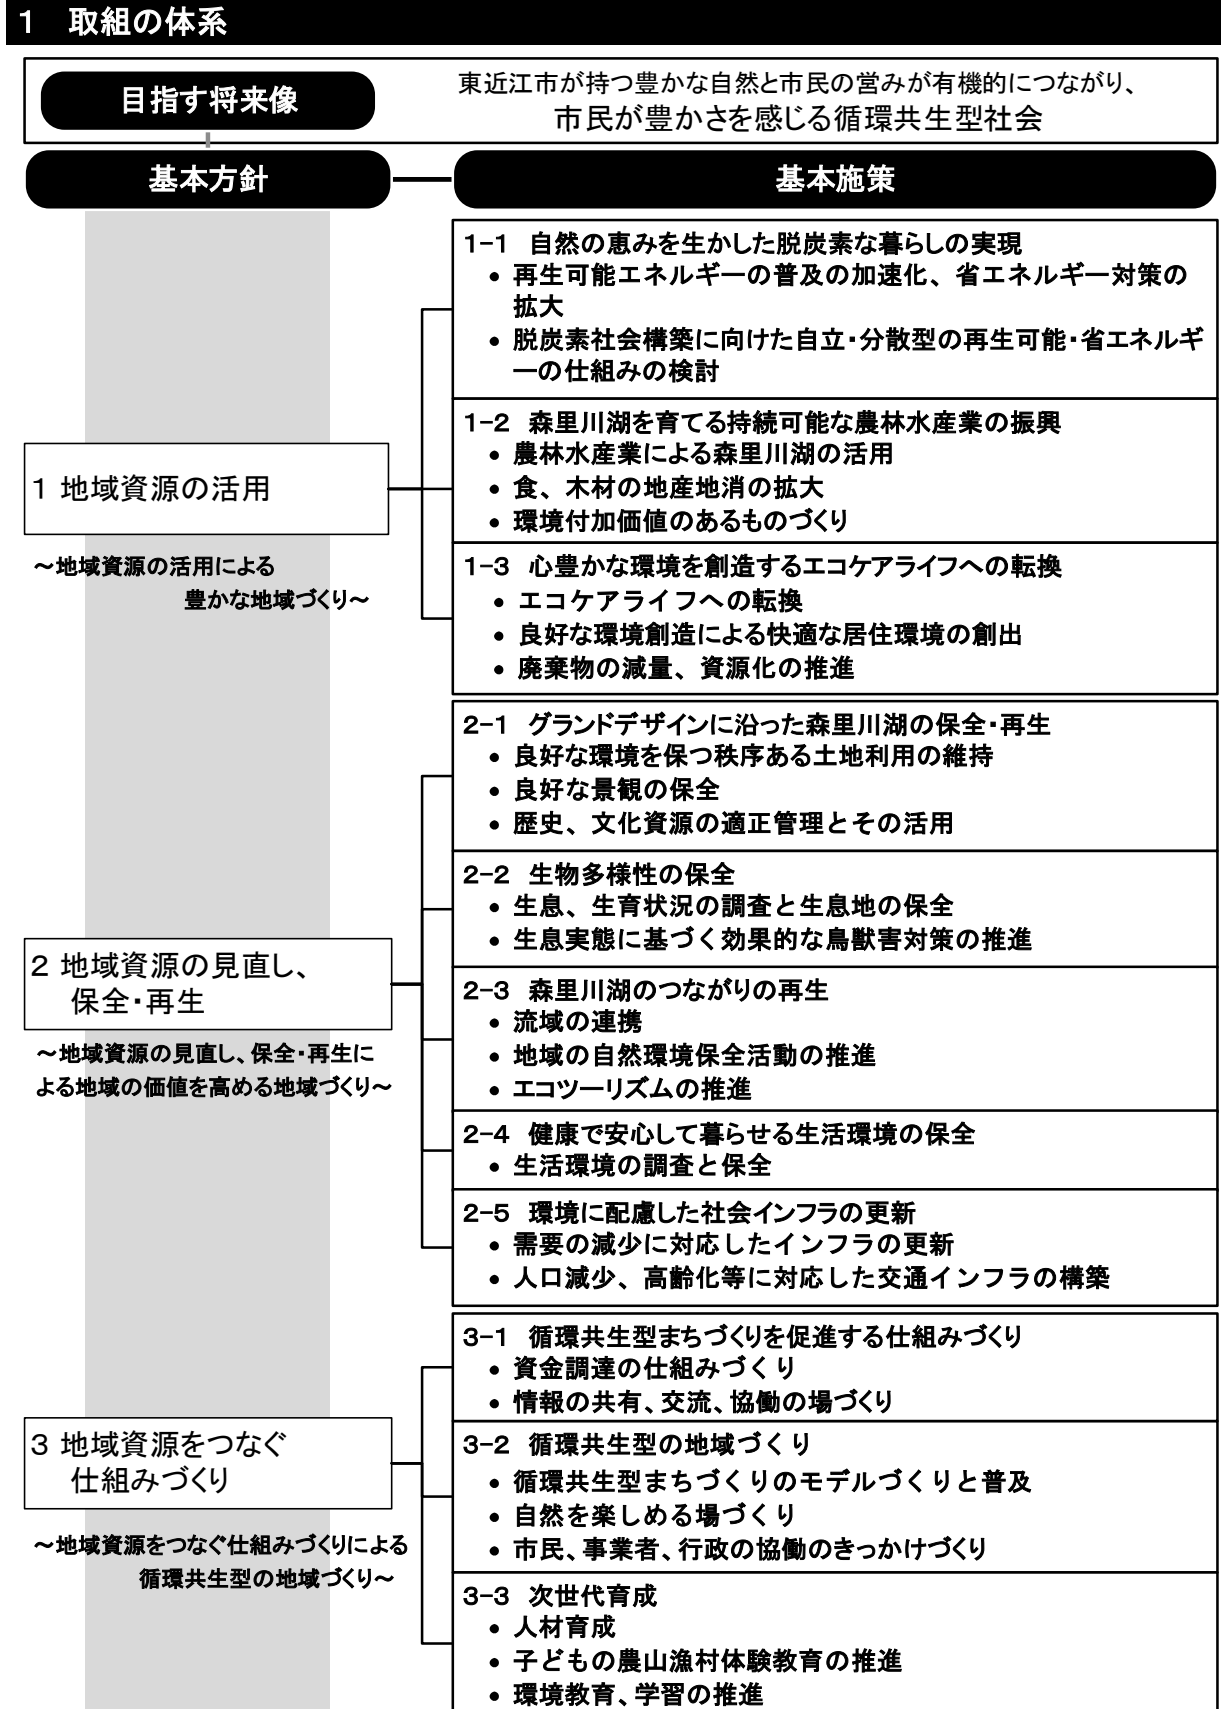 1 取組の体系
目指す将来像
東近江市が持つ豊かな自然と市民の営みが有機的につながり、
市民が豊かさを感じる循環共生型社会
基本方針
基本施策
1 地域資源の活用
～地域資源の活用による
豊かな地域づくり～
1-1 自然の恵みを生かした脱炭素な暮らしの実現
• 再生可能エネルギーの普及の加速化、省エネルギー対策の
拡大
• 脱炭素社会構築に向けた自立・分散型の再生可能・省エネルギ
ーの仕組みの検討
1-2 森里川湖を育てる持続可能な農林水産業の振興
• 農林水産業による森里川湖の活用
• 食、木材の地産地消の拡大
• 環境付加価値のあるものづくり
1-3 心豊かな環境を創造するエコケアライフへの転換
• エコケアライフへの転換
• 良好な環境創造による快適な居住環境の創出
• 廃棄物の減量、資源化の推進
2 地域資源の見直し、
保全・再生
～地域資源の見直し、保全・再生に
よる地域の価値を高める地域づくり～
2-1 グランドデザインに沿った森里川湖の保全・再生
• 良好な環境を保つ秩序ある土地利用の維持
• 良好な景観の保全
• 歴史、文化資源の適正管理とその活用
2-2 生物多様性の保全
• 生息、生育状況の調査と生息地の保全
• 生息実態に基づく効果的な鳥獣害対策の推進
2-3 森里川湖のつながりの再生
• 流域の連携
• 地域の自然環境保全活動の推進
• エコツーリズムの推進
2-4 健康で安心して暮らせる生活環境の保全
• 生活環境の調査と保全
2-5 環境に配慮した社会インフラの更新
• 需要の減少に対応したインフラの更新
• 人口減少、高齢化等に対応した交通インフラの構築
3 地域資源をつなぐ
仕組みづくり
～地域資源をつなぐ仕組みづくりによる
循環共生型の地域づくり～
3-1 循環共生型まちづくりを促進する仕組みづくり
• 資金調達の仕組みづくり
• 情報の共有、交流、協働の場づくり
3-2 循環共生型の地域づくり
• 循環共生型まちづくりのモデルづくりと普及
• 自然を楽しめる場づくり
• 市民、事業者、行政の協働のきっかけづくり
3-3 次世代育成
• 人材育成
• 子どもの農山漁村体験教育の推進
• 環境教育、学習の推進